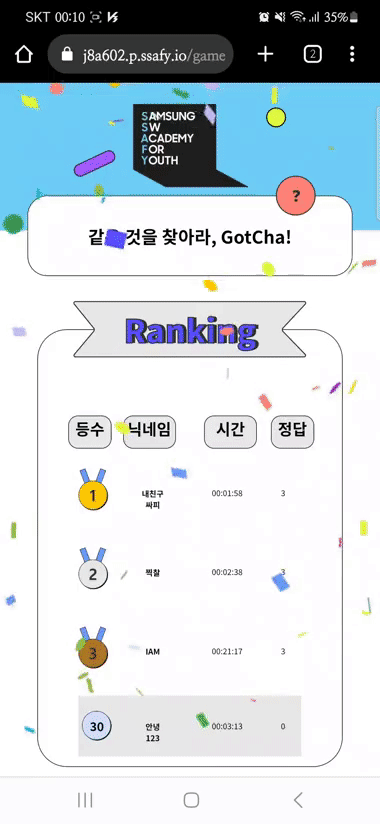 SKT 00:10
35%
j8a602.p.ssafy.io/game
2
SAMSUNG
SW
ACADEMY
FOR
YOUTH
?
것을 찾아라, GotCha!
Ranking
등수 닉네임 시간 정답
1 내친구 00:01:58 3
싸피
2 찍찰 00:02:38 3
3 IAM 00:21:17 3
30 안녕 00:03:13 0
123